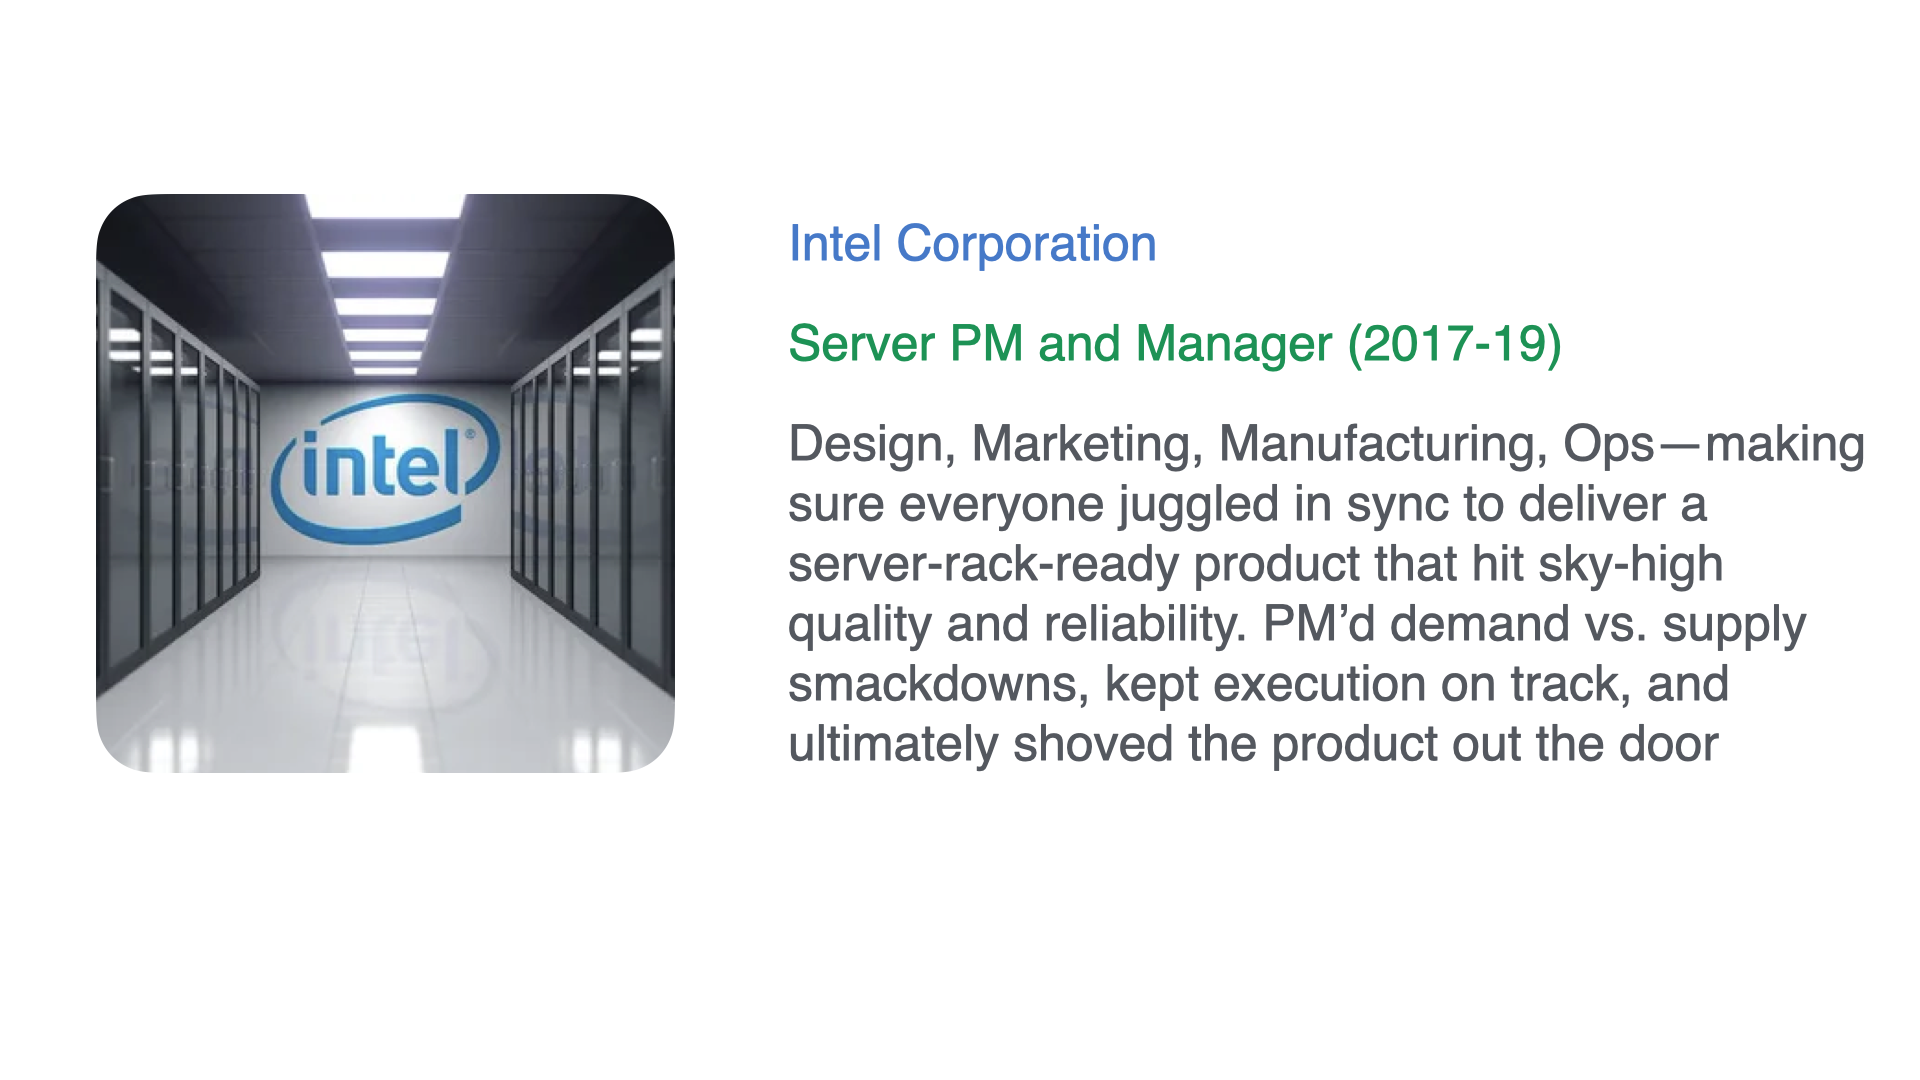 intel
Intel Corporation
Server PM and Manager (2017-19)
Design, Marketing, Manufacturing, Ops—making
sure everyone juggled in sync to deliver a
server-rack-ready product that hit sky-high
quality and reliability. PM’d demand vs. supply
smackdowns, kept execution on track, and
ultimately shoved the product out the door